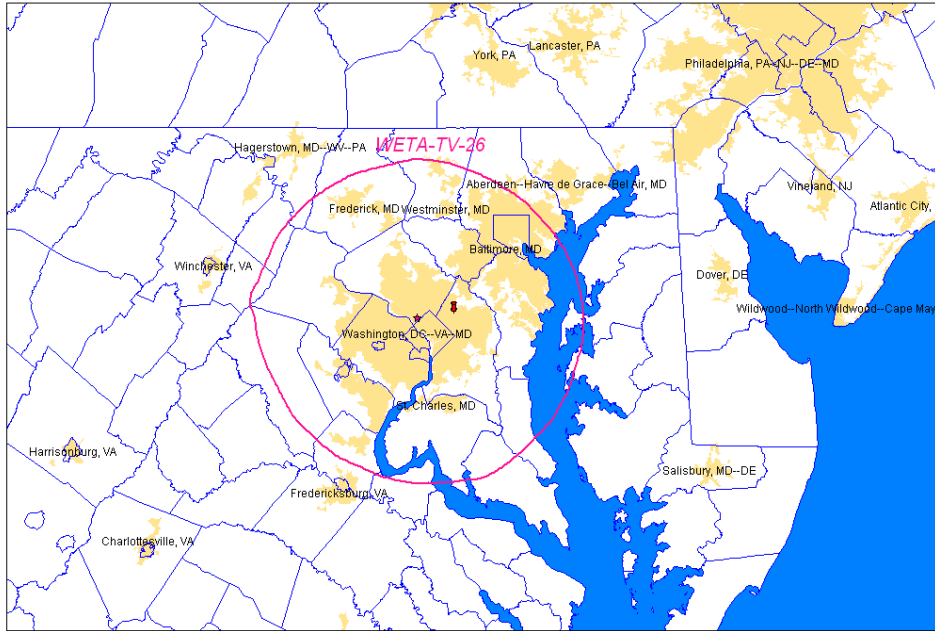 Lancaster, PA
York, PA
Philadelphia, PA--NJ--DE--MD
WETA-TV-26
Hagerstown, MD--WV--PA
Aberdeen--Havre de Grace--Bel Air, MD
Vineland, NJ
Frederick, MD
Westminster, MD
Atlantic City,
Baltimore, MD
Winchester, VA
Dover, DE
Wildwood--North Wildwood--Cape May
Washington, DC--VA--MD
St. Charles, MD
Harrisonburg, VA
Salisbury, MD--DE
Fredericksburg, VA
Charlottesville, VA